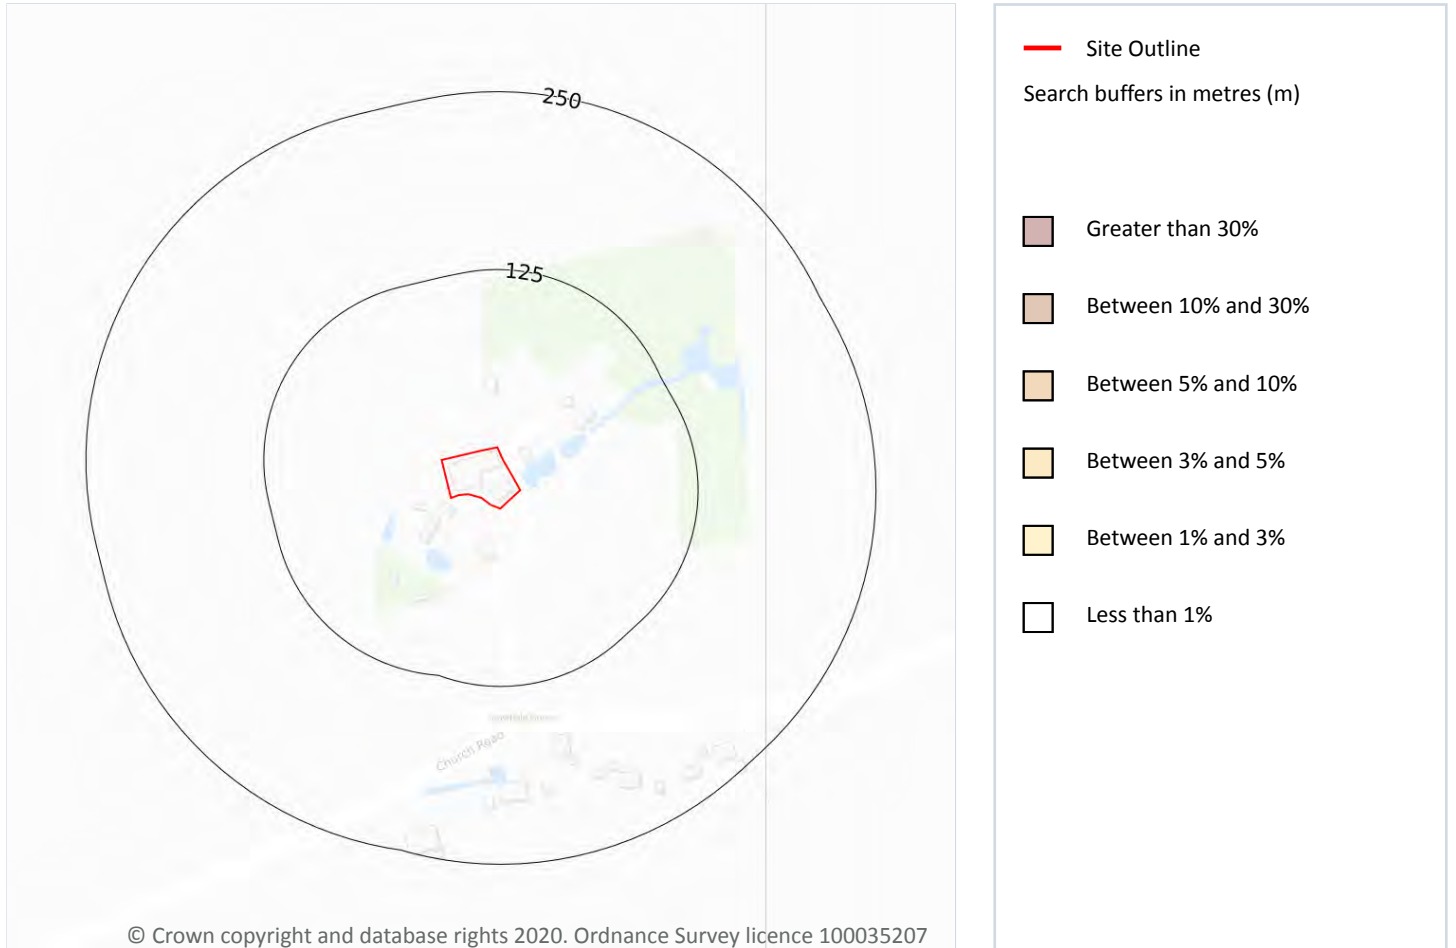 250
125
Church Road
© Crown copyright and database rights 2020. Ordnance Survey licence 100035207
Site Outline
Search buffers in metres (m)
Greater than 30%
Between 10% and 30%
Between 5% and 10%
Between 3% and 5%
Between 1% and 3%
Less than 1%